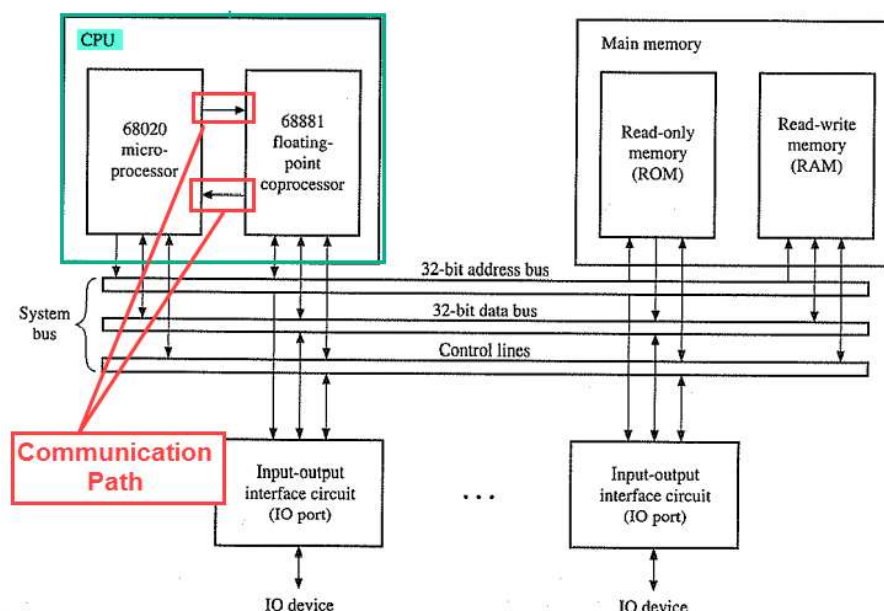 CPU
68020
micro-
processor
68881
floating-
point
coprocessor
Main memory
Read-only
memory
(ROM)
Read-write
memory
(RAM)
32-bit address bus
System
bus
32-bit data bus
Control lines
Communication
Path
Input-output
interface circuit
(IO port)
...
Input-output
interface circuit
(IO port)
IO device
IO device